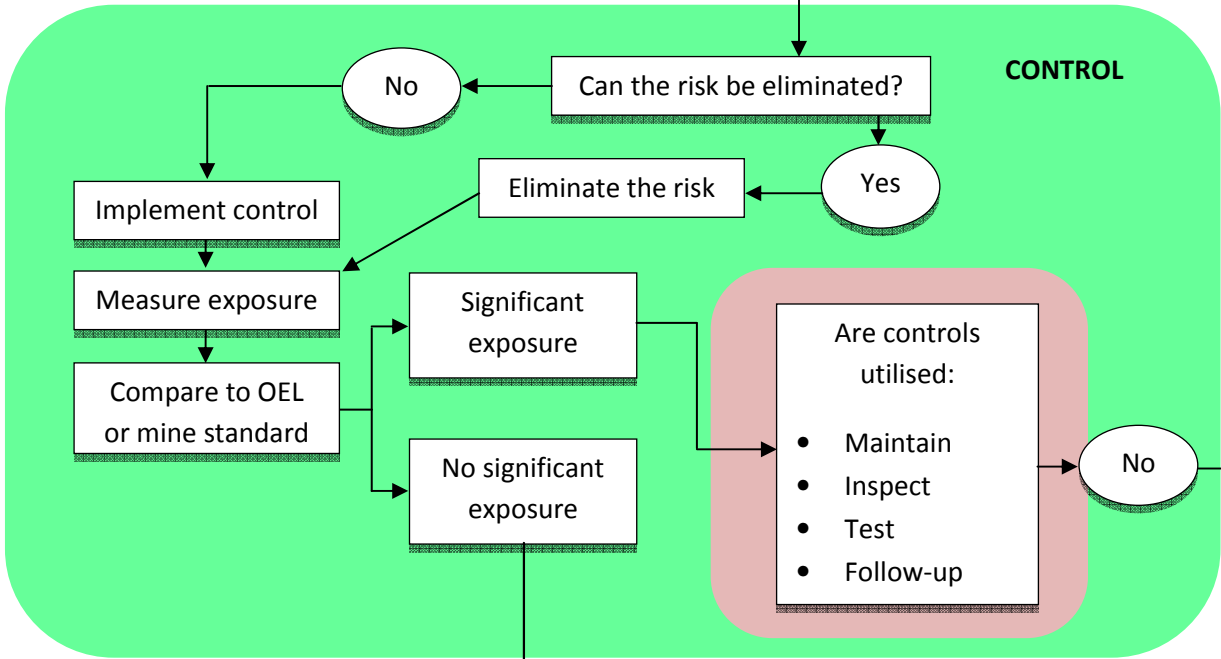 CONTROL
Can the risk be eliminated?
No
Yes
Eliminate the risk
Implement control
Measure exposure
Compare to OEL
or mine standard
Significant
exposure
No significant
exposure
Are controls
utilised:
• Maintain
• Inspect
• Test
• Follow-up
No